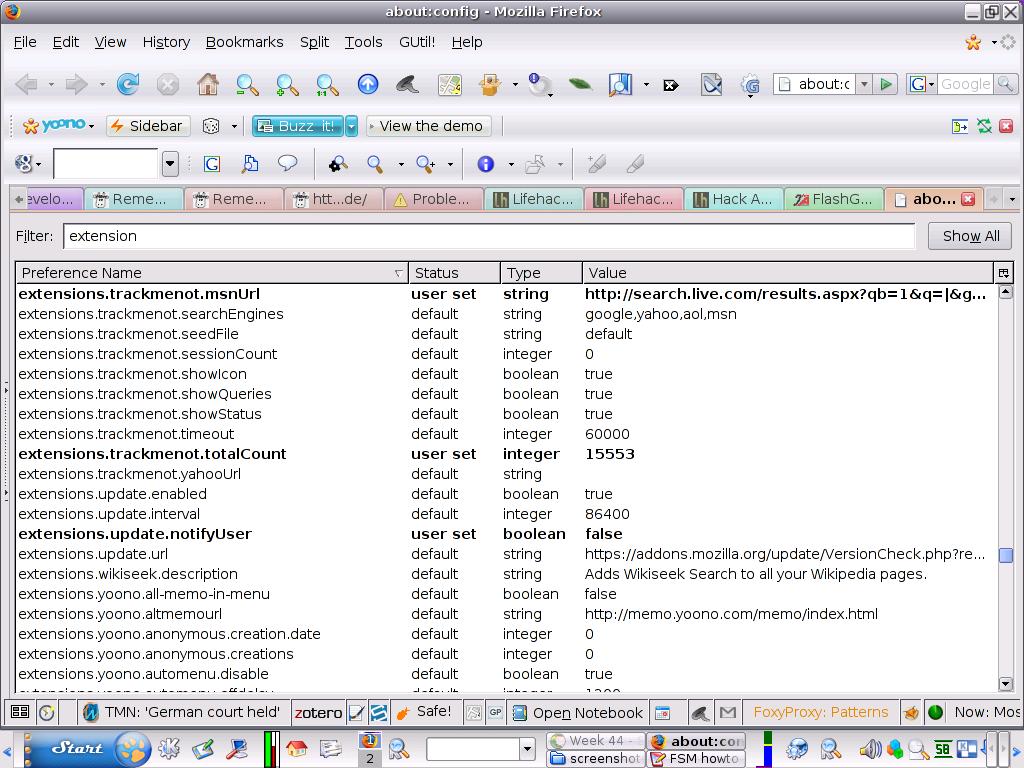 about:config - Mozilla Firefox
File Edit View History Bookmarks Split Tools GUtil! Help
about:c Google
yoono Sidebar Buzz it! View the demo
evelo... Reme... Reme... htt...de/ Proble... Lifehac... Lifehac... Hack A... FlashG... abo...
Filter: extension Show All
Preference Name Status Type Value
extensions.trackmenot.msnUrl user set string http://search.live.com/results.aspx?qb=1&q=|&g...
extensions.trackmenot.searchEngines default string google,yahoo,aol,msn
extensions.trackmenot.seedFile default string default
extensions.trackmenot.sessionCount default integer 0
extensions.trackmenot.showIcon default boolean true
extensions.trackmenot.showQueries default boolean true
extensions.trackmenot.showStatus default boolean true
extensions.trackmenot.timeout default integer 60000
extensions.trackmenot.totalCount user set integer 15553
extensions.trackmenot.yahooUrl default string
extensions.update.enabled default boolean true
extensions.update.interval default integer 86400
extensions.update.notifyUser user set boolean false
extensions.update.url default string https://addons.mozilla.org/update/VersionCheck.php?re...
extensions.wikiseek.description default string Adds Wikiseek Search to all your Wikipedia pages.
extensions.yoono.all-memo-in-menu default boolean false
extensions.yoono.altmemourl default string http://memo.yoono.com/memo/index.html
extensions.yoono.anonymous.creation.date default integer 0
extensions.yoono.anonymous.creations default integer 0
extensions.yoono.automenu.disable default boolean true
TMN: 'German court held' zotero Safe! GP Open Notebook FoxyProxy: Patterns Now: Mos
Start 2 Week 44 - about:con 58
screenshot FSM howto